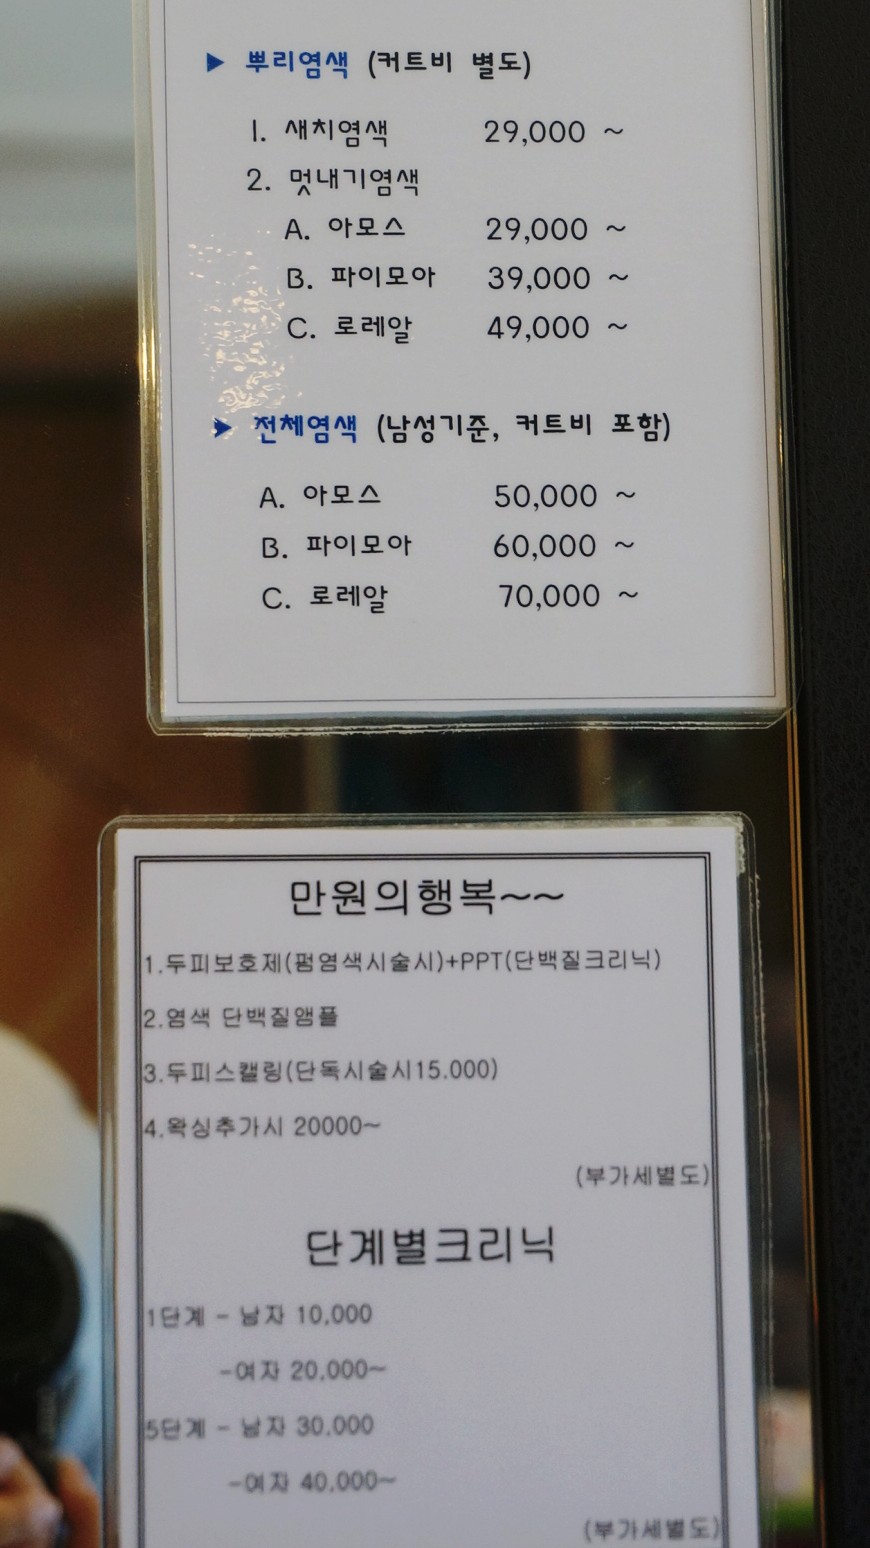 ▶ 뿌리염색 (커트비 별도)
1. 새치염색 29,000 ~
2. 멋내기염색
A. 아모스 29,000 ~
B. 파이모아 39,000 ~
C. 로레알 49,000 ~
▶ 전체염색 (남성기준, 커트비 포함)
A. 아모스 50,000 ~
B. 파이모아 60,000 ~
C. 로레알 70,000 ~
만원의행복~~
1.두피보호제(펌염색시술시)+PPT(단백질크리닉)
2.염색 단백질앰플
3.두피스캘링(단독시술시15.000)
4.왁싱추가시 20000~
(부가세별도)
단계별크리닉
1단계 - 남자 10,000
-여자 20,000~
5단계 - 남자 30,000
-여자 40,000~
(부가세별도)